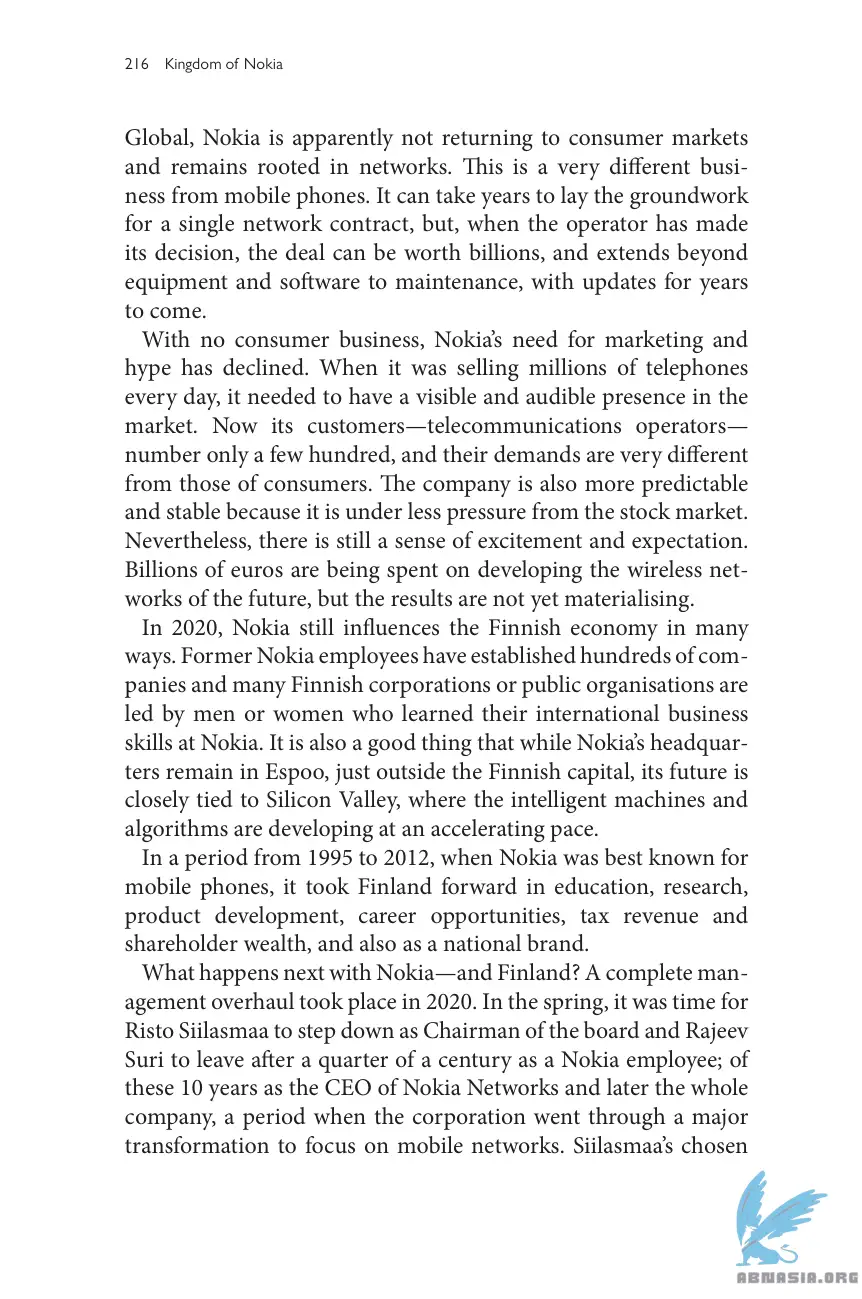 216 Kingdom of Nokia
Global, Nokia is apparently not returning to consumer markets
and remains rooted in networks. This is a very different busi-
ness from mobile phones. It can take years to lay the groundwork
for a single network contract, but, when the operator has made
its decision, the deal can be worth billions, and extends beyond
equipment and software to maintenance, with updates for years
to come.
With no consumer business, Nokia’s need for marketing and
hype has declined. When it was selling millions of telephones
every day, it needed to have a visible and audible presence in the
market. Now its customers—telecommunications operators—
number only a few hundred, and their demands are very different
from those of consumers. The company is also more predictable
and stable because it is under less pressure from the stock market.
Nevertheless, there is still a sense of excitement and expectation.
Billions of euros are being spent on developing the wireless net-
works of the future, but the results are not yet materialising.
In 2020, Nokia still influences the Finnish economy in many
ways. Former Nokia employees have established hundreds of com-
panies and many Finnish corporations or public organisations are
led by men or women who learned their international business
skills at Nokia. It is also a good thing that while Nokia’s headquar-
ters remain in Espoo, just outside the Finnish capital, its future is
closely tied to Silicon Valley, where the intelligent machines and
algorithms are developing at an accelerating pace.
In a period from 1995 to 2012, when Nokia was best known for
mobile phones, it took Finland forward in education, research,
product development, career opportunities, tax revenue and
shareholder wealth, and also as a national brand.
What happens next with Nokia—and Finland? A complete man-
agement overhaul took place in 2020. In the spring, it was time for
Risto Siilasmaa to step down as Chairman of the board and Rajeev
Suri to leave after a quarter of a century as a Nokia employee; of
these 10 years as the CEO of Nokia Networks and later the whole
company, a period when the corporation went through a major
transformation to focus on mobile networks. Siilasmaa’s chosen
ABNASIA.ORG